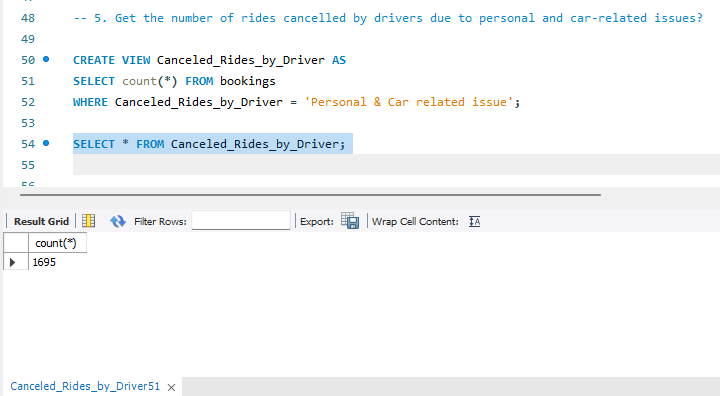 48 -- 5. Get the number of rides cancelled by drivers due to personal and car-related issues?
49
50 CREATE VIEW Canceled_Rides_by_Driver AS
51 SELECT count(*) FROM bookings
52 WHERE Canceled_Rides_by_Driver = 'Personal & Car related issue';
53
54 SELECT * FROM Canceled_Rides_by_Driver;
55
Result Grid Filter Rows: Export: Wrap Cell Content: IA
count(*)
1695
Canceled_Rides_by_Driver51 ×